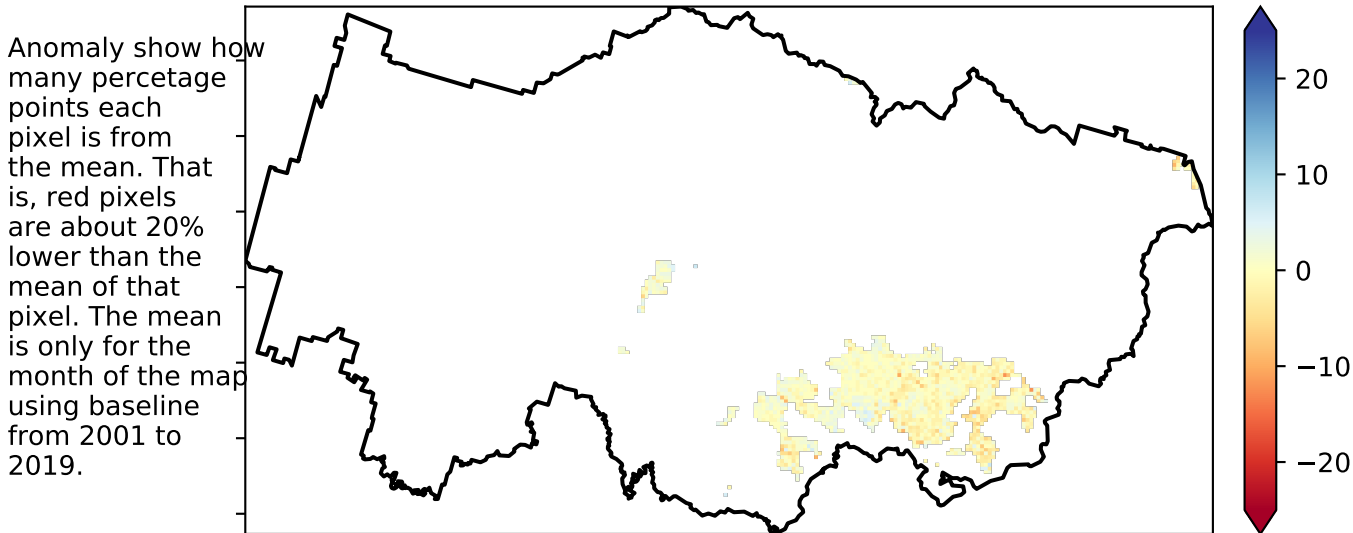 Anomaly show how
many percetage
points each
pixel is from
the mean. That
is, red pixels
are about 20%
lower than the
mean of that
pixel. The mean
is only for the
month of the map
using baseline
from 2001 to
2019.
20
10
0
−10
−20